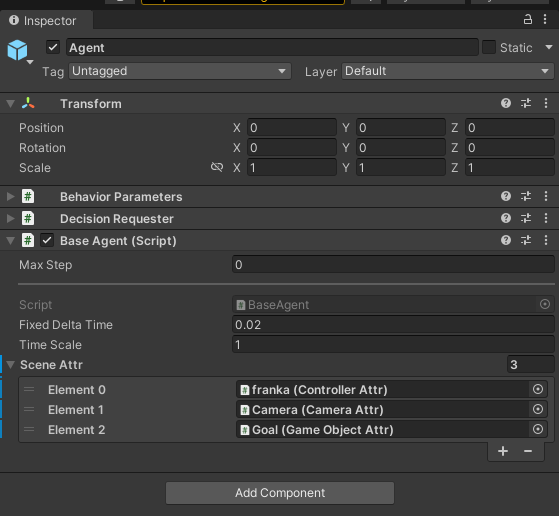 Inspector
Agent Static
Tag Untagged Layer Default
Transform
Position X 0 Y 0 Z 0
Rotation X 0 Y 0 Z 0
Scale X 1 Y 1 Z 1
# Behavior Parameters
# Decision Requester
# Base Agent (Script)
Max Step 0
Script # BaseAgent
Fixed Delta Time 0.02
Time Scale 1
Scene Attr 3
Element 0 # franka (Controller Attr)
Element 1 # Camera (Camera Attr)
Element 2 # Goal (Game Object Attr)
+ −
Add Component